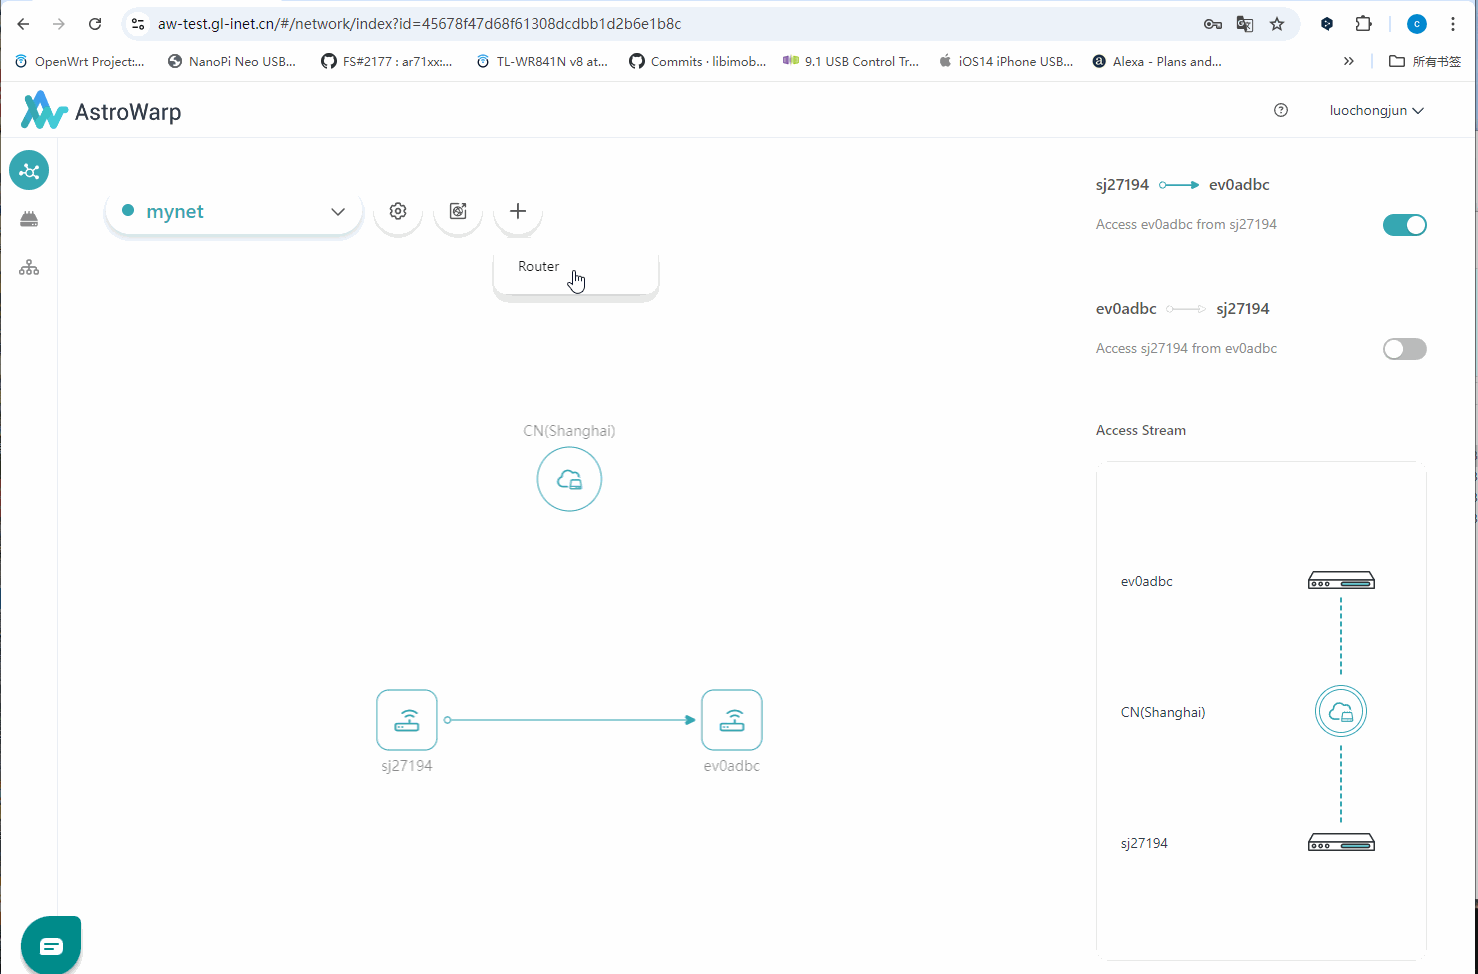 aw-test.gl-inet.cn/#/network/index?id=45678f47d68f61308dcdbb1d2b6e1b8c
c
OpenWrt Project:...
NanoPi Neo USB...
FS#2177 : ar71xx:...
TL-WR841N v8 at...
Commits · libimob...
9.1 USB Control Tr...
iOS14 iPhone USB...
Alexa - Plans and...
»
所有书签
AstroWarp
luochongjun
mynet
Router
sj27194
ev0adbc
Access ev0adbc from sj27194
ev0adbc
sj27194
Access sj27194 from ev0adbc
CN(Shanghai)
Access Stream
ev0adbc
CN(Shanghai)
sj27194
sj27194
ev0adbc